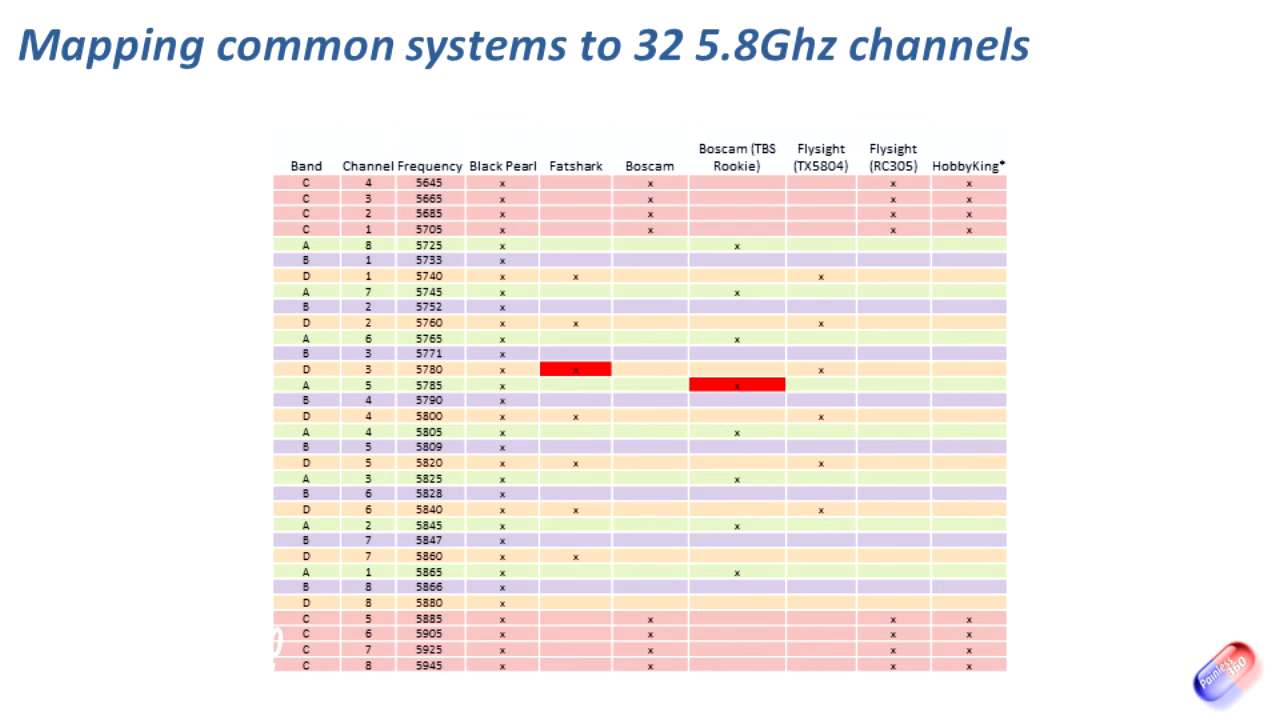 Mapping common systems to 32 5.8Ghz channels
Band Channel Frequency Black Pearl Fatshark Boscam Boscam (TBS Rookie) Flysight (TX5804) Flysight (RC305) HobbyKing*
C 4 5645 x x x x
C 3 5665 x x x x
C 2 5685 x x x x
C 1 5705 x x x x
A 8 5725 x x
B 1 5733 x
D 1 5740 x x x
A 7 5745 x x
B 2 5752 x
D 2 5760 x x x
A 6 5765 x x
B 3 5771 x
D 3 5780 x x x
A 5 5785 x x
B 4 5790 x
D 4 5800 x x x
A 4 5805 x x
B 5 5809 x
D 5 5820 x x x
A 3 5825 x x
B 6 5828 x
D 6 5840 x x x
A 2 5845 x x
B 7 5847 x
D 7 5860 x x
A 1 5865 x x
B 8 5866 x
D 8 5880 x
C 5 5885 x x x x
C 6 5905 x x x x
C 7 5925 x x x x
C 8 5945 x x x x
Painless
360